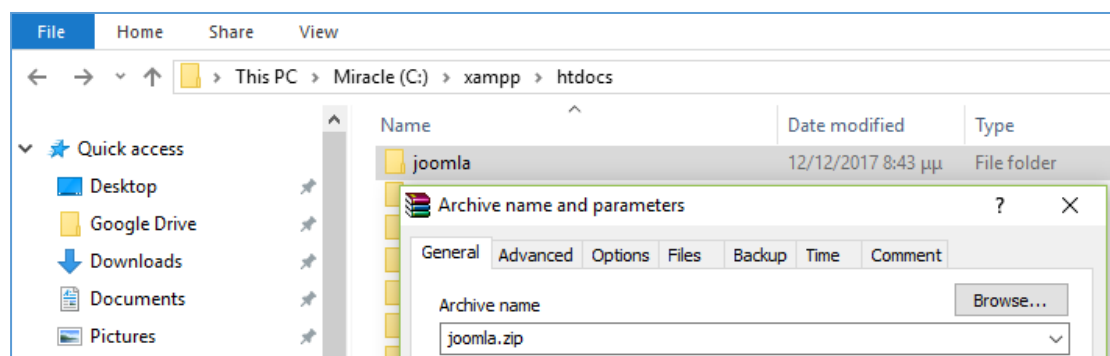 File Home Share View
This PC > Miracle (C:) > xampp > htdocs
Name Date modified Type
Quick access
joomla 12/12/2017 8:43 μμ File folder
Desktop
Archive name and parameters ? X
Google Drive
General Advanced Options Files Backup Time Comment
Downloads
Documents
Archive name Browse...
Pictures
joomla.zip